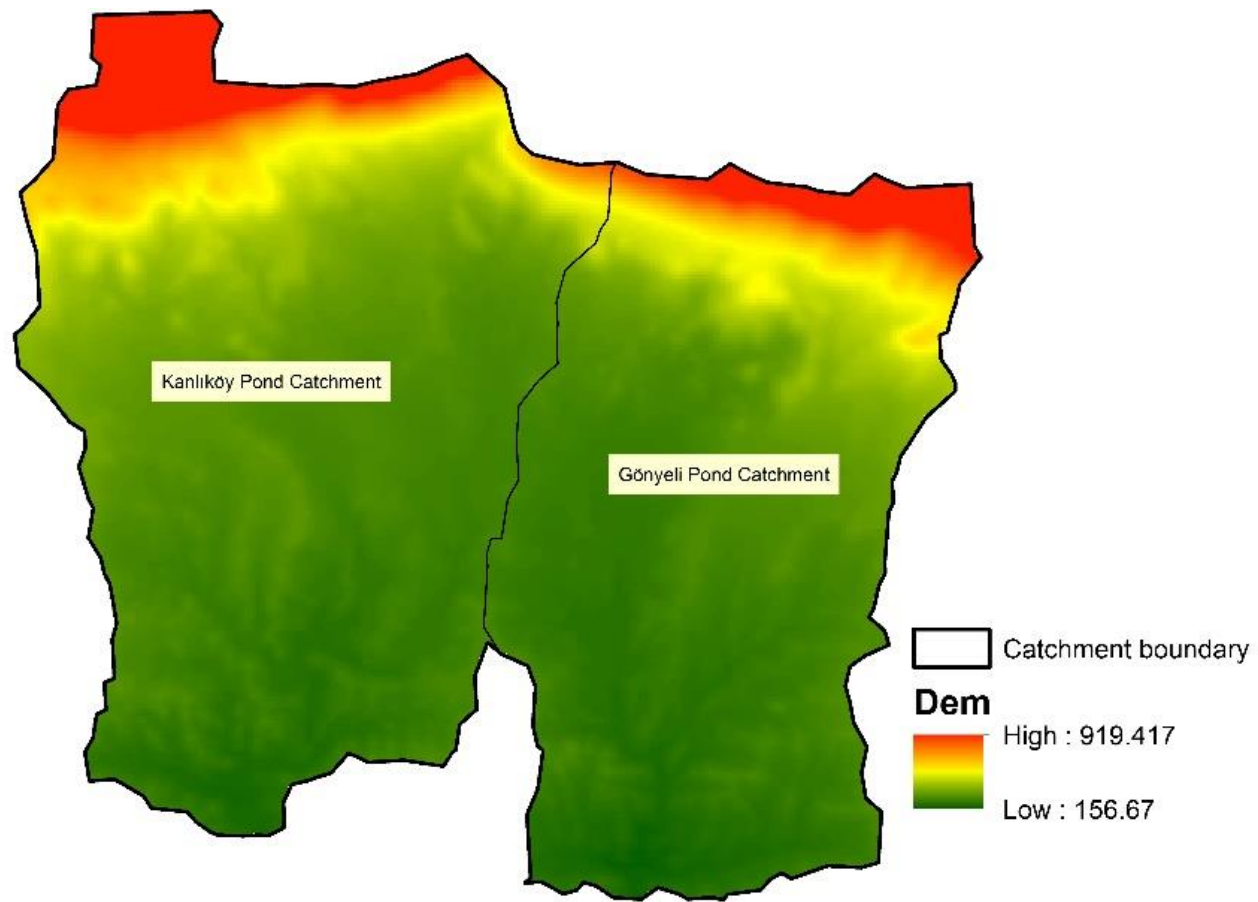 Kanlıköy Pond Catchment
Gönyeli Pond Catchment
Catchment boundary
Dem
High : 919.417
Low : 156.67